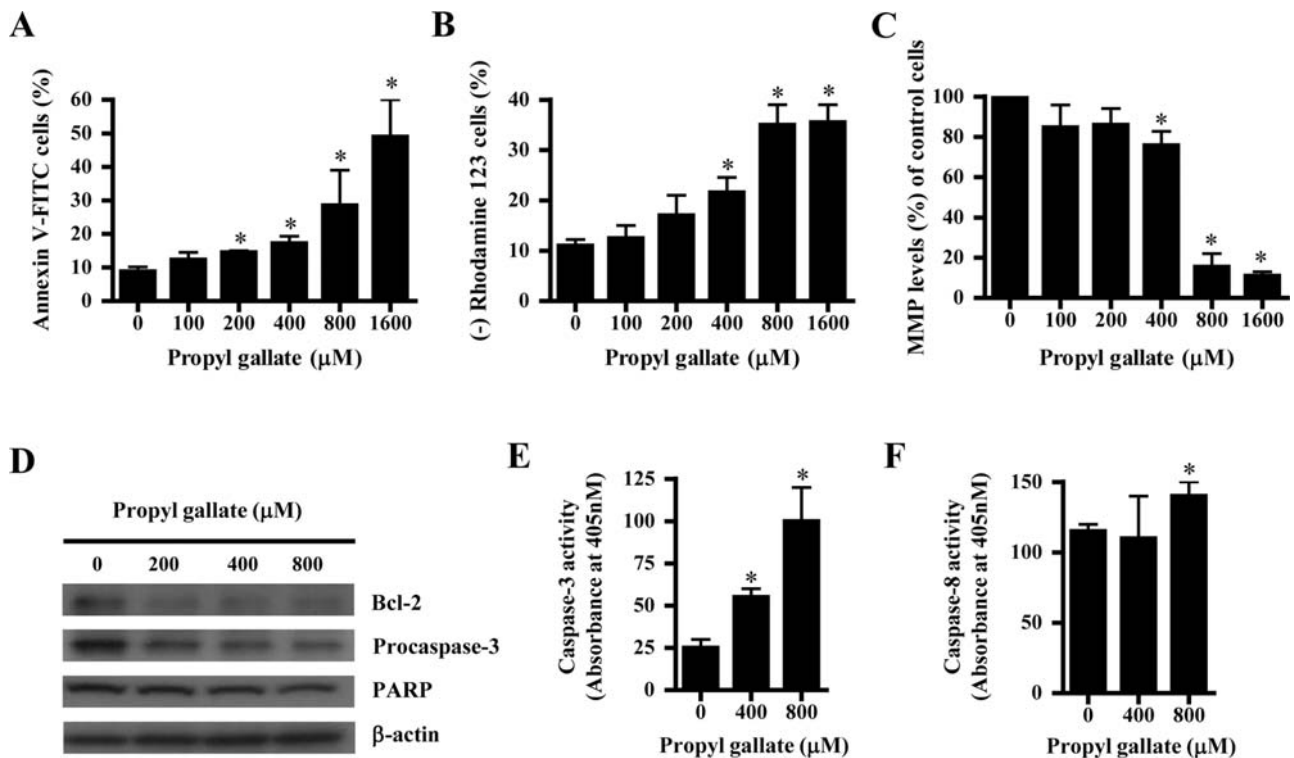 A
Annexin V-FITC cells (%)
60
50
40
30
20
10
0
* * * *
0 100 200 400 800 1600
Propyl gallate (μM)
B
(-) Rhodamine 123 cells (%)
40
30
20
10
0
* * *
0 100 200 400 800 1600
Propyl gallate (μM)
C
MMP levels (%) of control cells
100
80
60
40
20
0
* * *
0 100 200 400 800 1600
Propyl gallate (μM)
D
Propyl gallate (μM)
0 200 400 800
Bcl-2
Procaspase-3
PARP
β-actin
E
Caspase-3 activity
(Absorbance at 405nM)
125
100
75
50
25
0
* *
0 400 800
Propyl gallate (μM)
F
Caspase-8 activity
(Absorbance at 405nM)
150
100
50
0
*
0 400 800
Propyl gallate (μM)